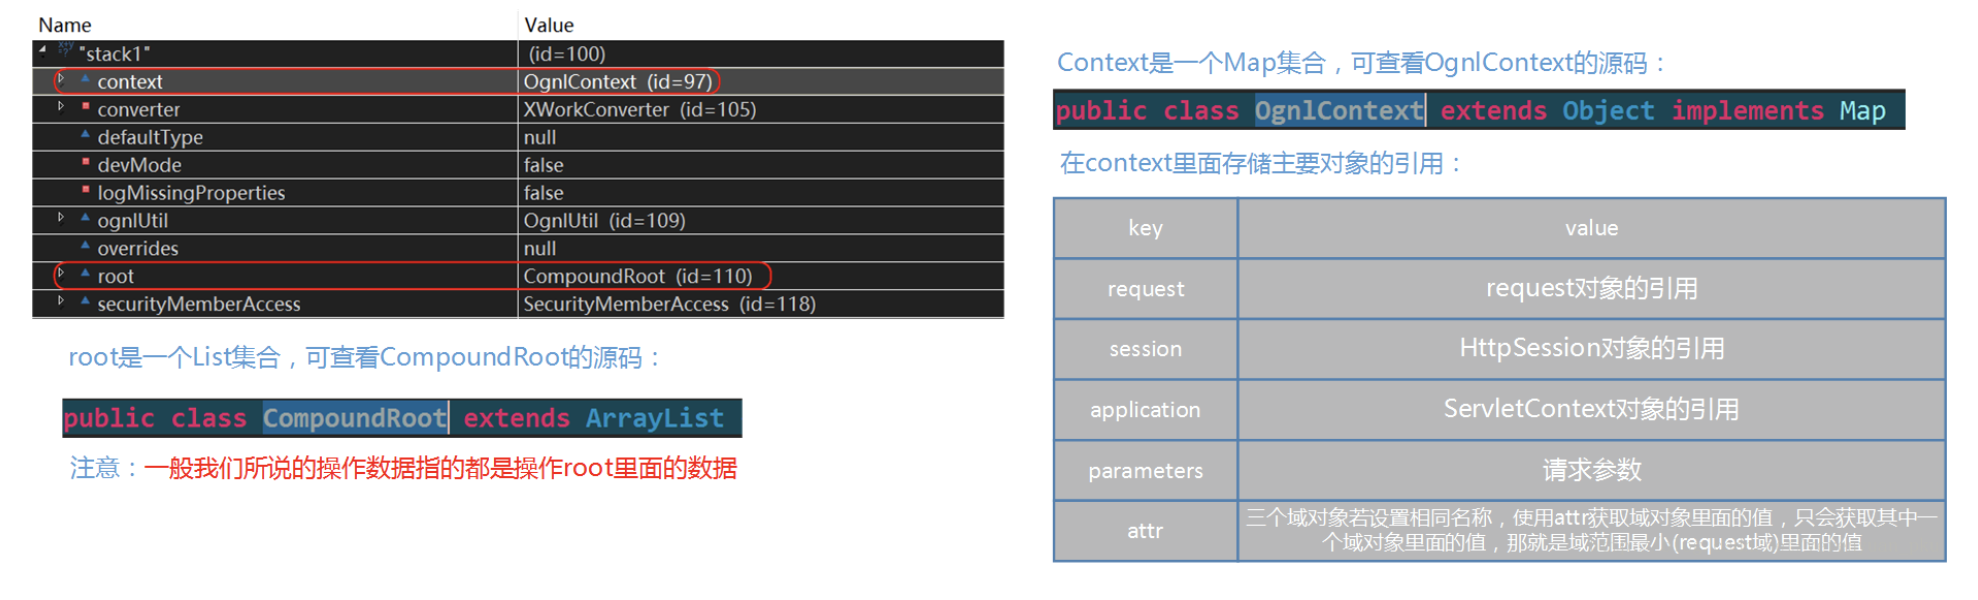 Name Value
"stack1" (id=100)
context OgnlContext (id=97)
converter XWorkConverter (id=105)
defaultType null
devMode false
logMissingProperties false
ognlUtil OgnlUtil (id=109)
overrides null
root CompoundRoot (id=110)
securityMemberAccess SecurityMemberAccess (id=118)
root是一个List集合，可查看CompoundRoot的源码：
public class CompoundRoot extends ArrayList
注意：一般我们所说的操作数据指的都是操作root里面的数据
Context是一个Map集合，可查看OgnlContext的源码：
public class OgnlContext extends Object implements Map
在context里面存储主要对象的引用：
key value
request request对象的引用
session HttpSession对象的引用
application ServletContext对象的引用
parameters 请求参数
attr 三个域对象若设置相同名称，使用attr获取域对象里面的值，只会获取其中一
个域对象里面的值，那就是域范围最小(request域)里面的值